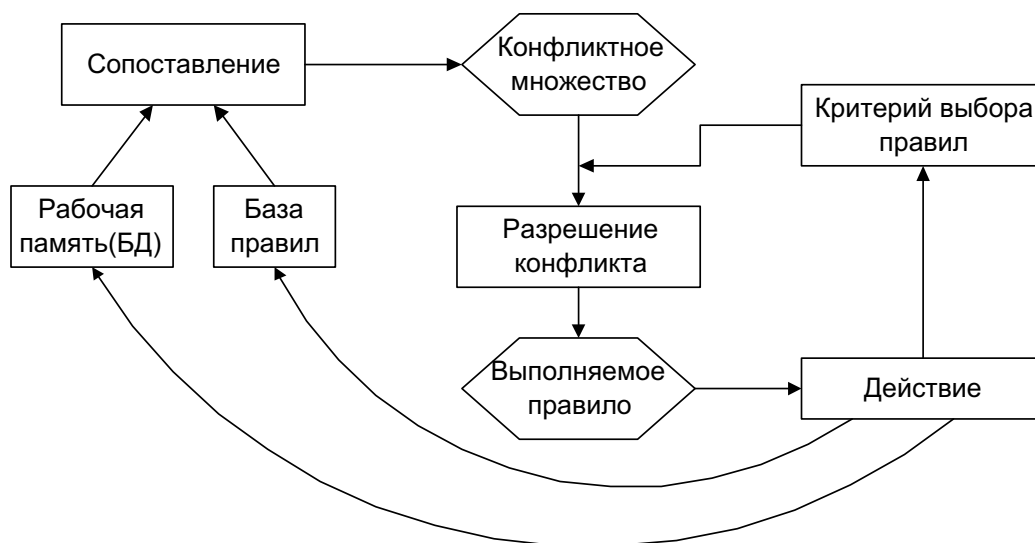 Сопоставление
Конфликтное
множество
Критерий выбора
правил
Рабочая
память(БД)
База
правил
Разрешение
конфликта
Выполняемое
правило
Действие